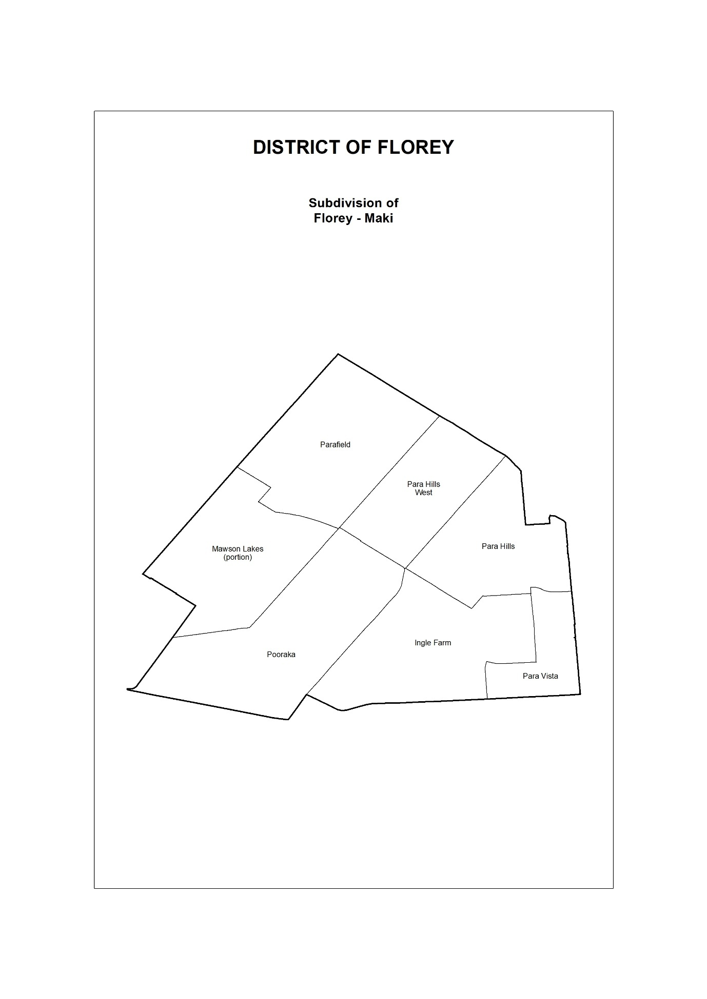 DISTRICT OF FLOREY
Subdivision of
Florey - Maki
Parafield
Para Hills
West
Para Hills
Mawson Lakes
(portion)
Ingle Farm
Pooraka
Para Vista